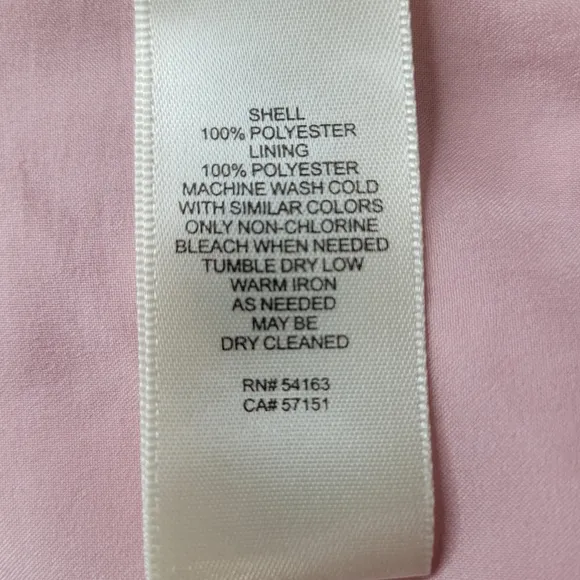 SHELL
100% POLYESTER
LINING
100% POLYESTER
MACHINE WASH COLD
WITH SIMILAR COLORS
ONLY NON-CHLORINE
BLEACH WHEN NEEDED
TUMBLE DRY LOW
WARM IRON
AS NEEDED
MAY BE
DRY CLEANED
RN# 54163
CA# 57151